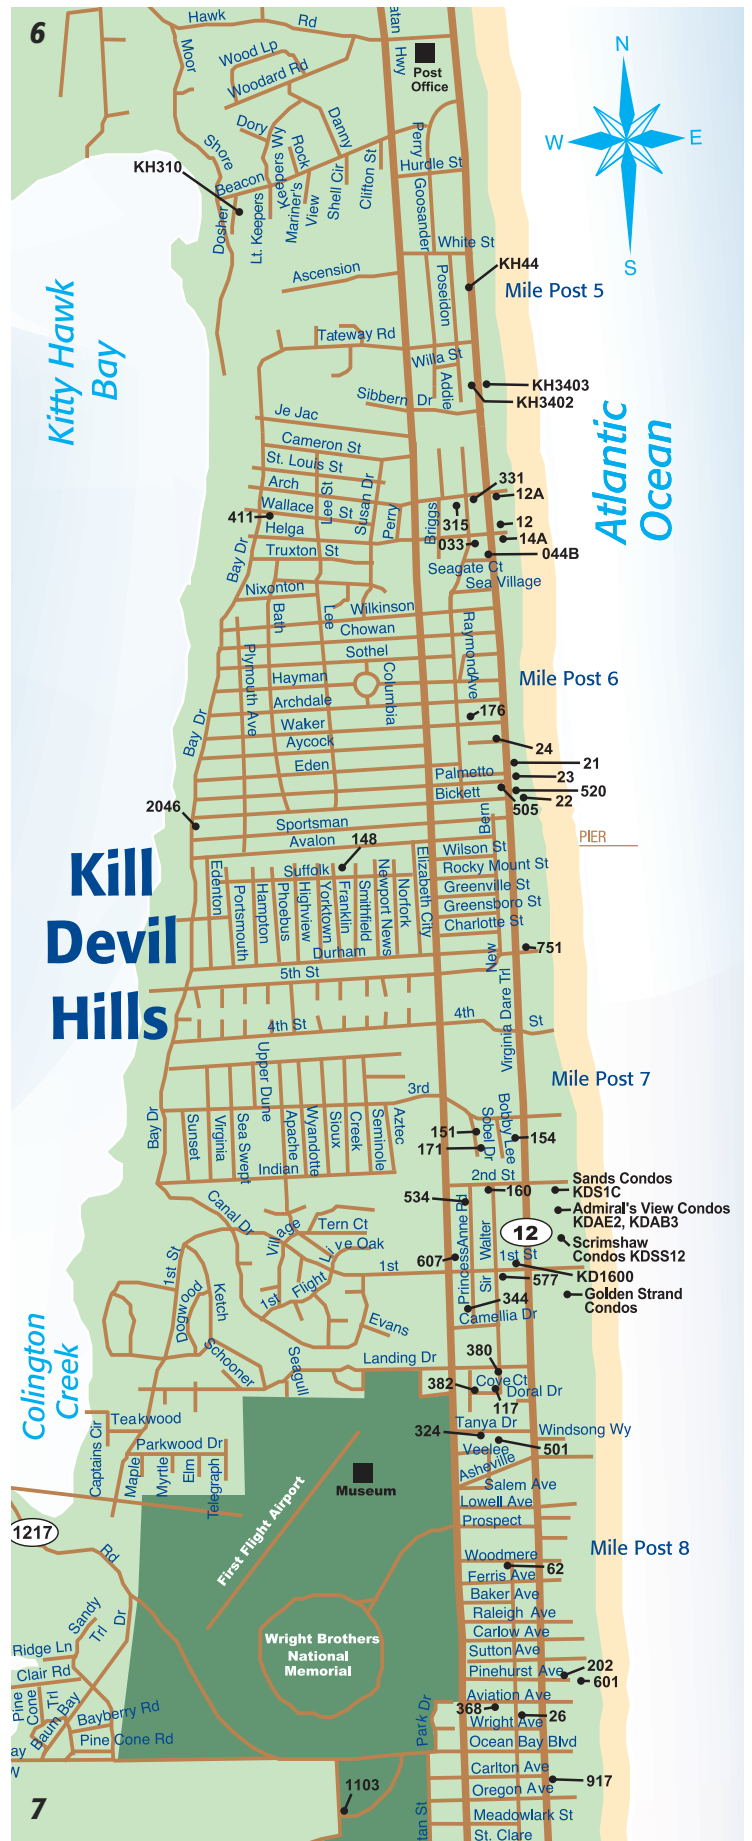 6
Hawk
Rd
atan
Hwy
Moor
Wood Lp
Woodard Rd
Post
Office
N
W
E
S
Dory
Danny
Shore
Keepers Wy
Rock
Perry
KH310
Beacon
Hurdle St
Dosher
Lt. Keepers
Mariner's
View
Shell Cir
Clifton St
Goosander
White St
Ascension
Poseidon
KH44
Mile Post 5
Kitty Hawk
Bay
Tateway Rd
Willa St
Addie
Sibbern Dr
KH3403
KH3402
Je Jac
Atlantic
Ocean
Cameron St
St. Louis St
Arch
Lee St
Susan Dr
331
12A
Wallace St
411
Perry
Briggs
315
12
Helga
14A
033
044B
Truxton St
Bay Dr
Seagate Ct
Sea Village
Nixonton
Bath
Lee
Wilkinson
Chowan
Raymond Ave
Plymouth Ave
Sothel
Hayman
Columbia
Mile Post 6
Archdale
176
Walker
Bay Dr
Aycock
24
Eden
21
Palmetto
23
Bickett
520
2046
505
22
Sportsman
Bern
PIER
Avalon
148
Wilson St
Kill
Devil
Hills
Edenton
Suffolk
Elizabeth City
Rocky Mount St
Portsmouth
Hampton
Phoebus
Highview
Yorktown
Franklin
Smithfield
Newport News
Norfork
Greenville St
Greensboro St
Charlotte St
Durham
New
751
5th St
Virginia Dare Trl
4th St
4th
St
Upper Dune
Mile Post 7
3rd
Bay Dr
Sunset
Virginia
Sea Swept
Apache
Wyandotte
Sioux
Creek
Seminole
Aztec
151
Sobel Dr
Bobby Lee
154
171
Indian
2nd St
Sands Condos
KDS1C
534
160
Canal Dr
Princess Anne Rd
Admiral's View Condos
KDAE2, KDAB3
Village
Tern Ct
12
Live Oak
Walter
Scrimshaw
Condos KDSS12
1st St
1st
607
1st St
KD1600
Dogwood
Ketch
1st
Flight
Sir
577
Golden Strand
Condos
344
Evans
Camellia Dr
Colington
Creek
Schooner
Seagull
Landing Dr
380
Cove Ct
382
Doral Dr
117
Teakwood
Captains Cir
Tanya Dr
Windsong Wy
324
Parkwood Dr
Veelee
501
Maple
Myrtle
Elm
Telegraph
Asheville
Museum
Salem Ave
First Flight Airport
Lowell Ave
1217
Prospect
Rd
Woodmere
Mile Post 8
62
Ferris Ave
Baker Ave
Sandy
Trl
Dr
Raleigh Ave
Carlow Ave
Ridge Ln
Wright Brothers
National
Memorial
Sutton Ave
Clair Rd
Pinehurst Ave
202
601
Pine
Cone
Trl
Baum Bay
Aviation Ave
Bayberry Rd
368
26
Park Dr
Wright Ave
Pine Cone Rd
Ocean Bay Blvd
ay
W
Carlton Ave
917
1103
Oregon Ave
7
tan St
Meadowlark St
St. Clare